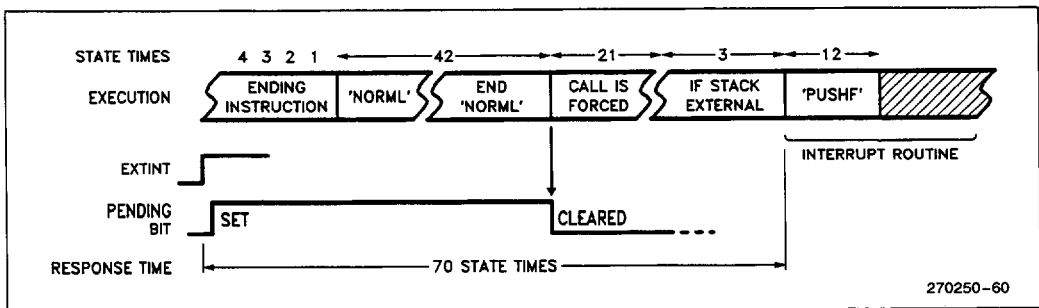 STATE TIMES 4 3 2 1 42 21 3 12
EXECUTION ENDING INSTRUCTION 'NORML' END 'NORML' CALL IS FORCED IF STACK EXTERNAL 'PUSHF'
INTERRUPT ROUTINE
EXTINT
PENDING BIT SET CLEARED
RESPONSE TIME 70 STATE TIMES
270250-60